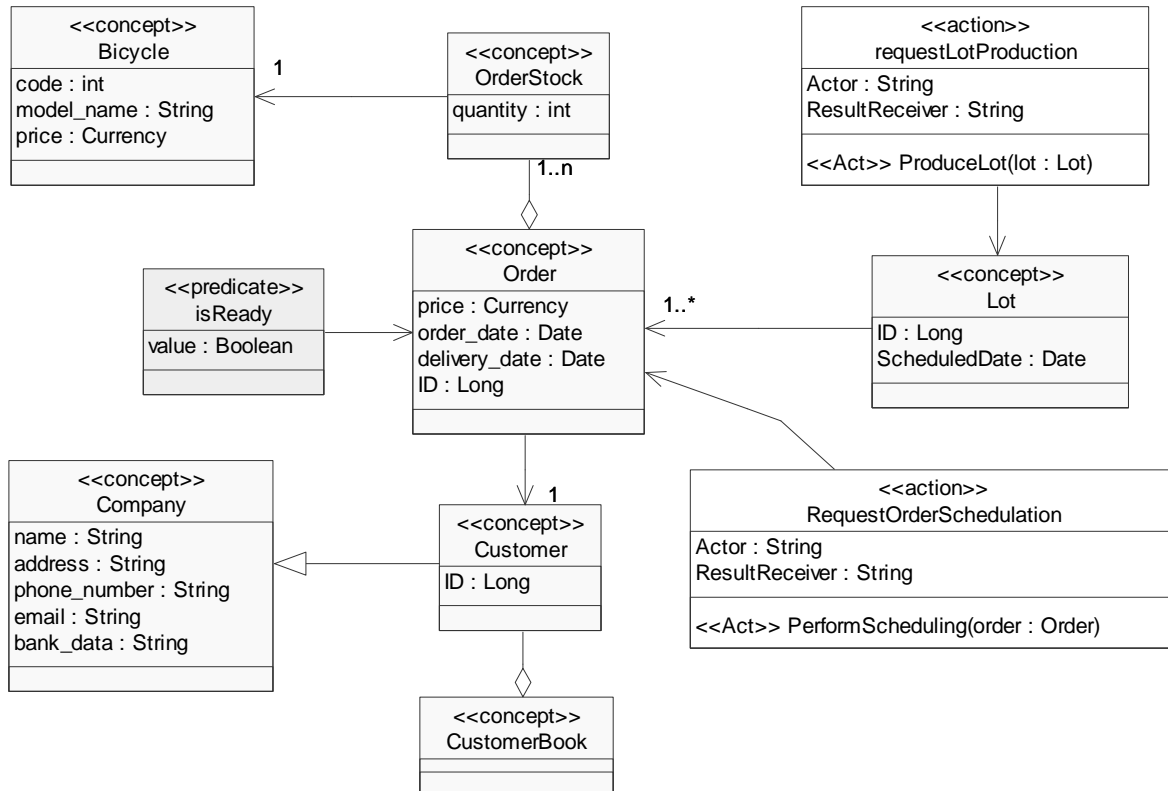 <<concept>>
Bicycle
code : int
model_name : String
price : Currency
1
<<concept>>
OrderStock
quantity : int
1..n
<<action>>
requestLotProduction
Actor : String
ResultReceiver : String
<<Act>> ProduceLot(lot : Lot)
<<predicate>>
isReady
value : Boolean
<<concept>>
Order
price : Currency
order_date : Date
delivery_date : Date
ID : Long
1..*
<<concept>>
Lot
ID : Long
ScheduledDate : Date
<<concept>>
Company
name : String
address : String
phone_number : String
email : String
bank_data : String
1
<<concept>>
Customer
ID : Long
<<action>>
RequestOrderSchedulation
Actor : String
ResultReceiver : String
<<Act>> PerformScheduling(order : Order)
<<concept>>
CustomerBook